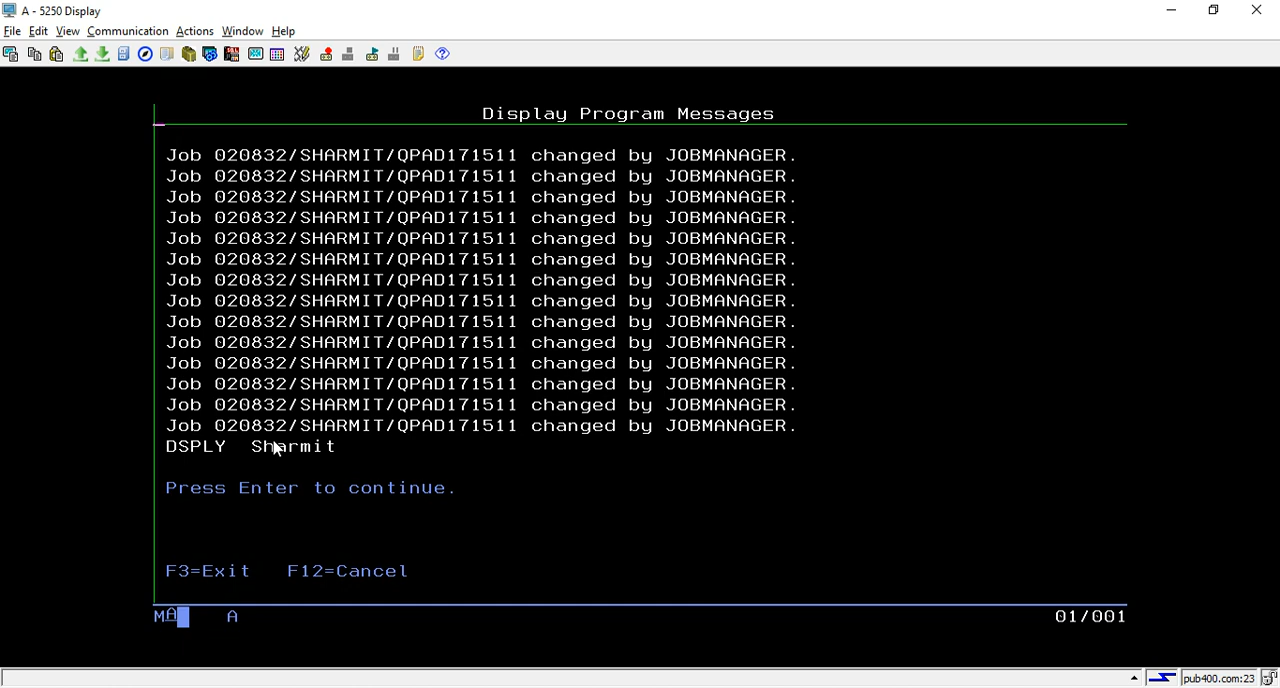 A - 5250 Display
File Edit View Communication Actions Window Help
Display Program Messages
Job 020832/SHARMIT/QPAD171511 changed by JOBMANAGER.
Job 020832/SHARMIT/QPAD171511 changed by JOBMANAGER.
Job 020832/SHARMIT/QPAD171511 changed by JOBMANAGER.
Job 020832/SHARMIT/QPAD171511 changed by JOBMANAGER.
Job 020832/SHARMIT/QPAD171511 changed by JOBMANAGER.
Job 020832/SHARMIT/QPAD171511 changed by JOBMANAGER.
Job 020832/SHARMIT/QPAD171511 changed by JOBMANAGER.
Job 020832/SHARMIT/QPAD171511 changed by JOBMANAGER.
Job 020832/SHARMIT/QPAD171511 changed by JOBMANAGER.
Job 020832/SHARMIT/QPAD171511 changed by JOBMANAGER.
Job 020832/SHARMIT/QPAD171511 changed by JOBMANAGER.
Job 020832/SHARMIT/QPAD171511 changed by JOBMANAGER.
Job 020832/SHARMIT/QPAD171511 changed by JOBMANAGER.
Job 020832/SHARMIT/QPAD171511 changed by JOBMANAGER.
DSPLY Sharmit
Press Enter to continue.
F3=Exit F12=Cancel
MA A 01/001
pub400.com:23